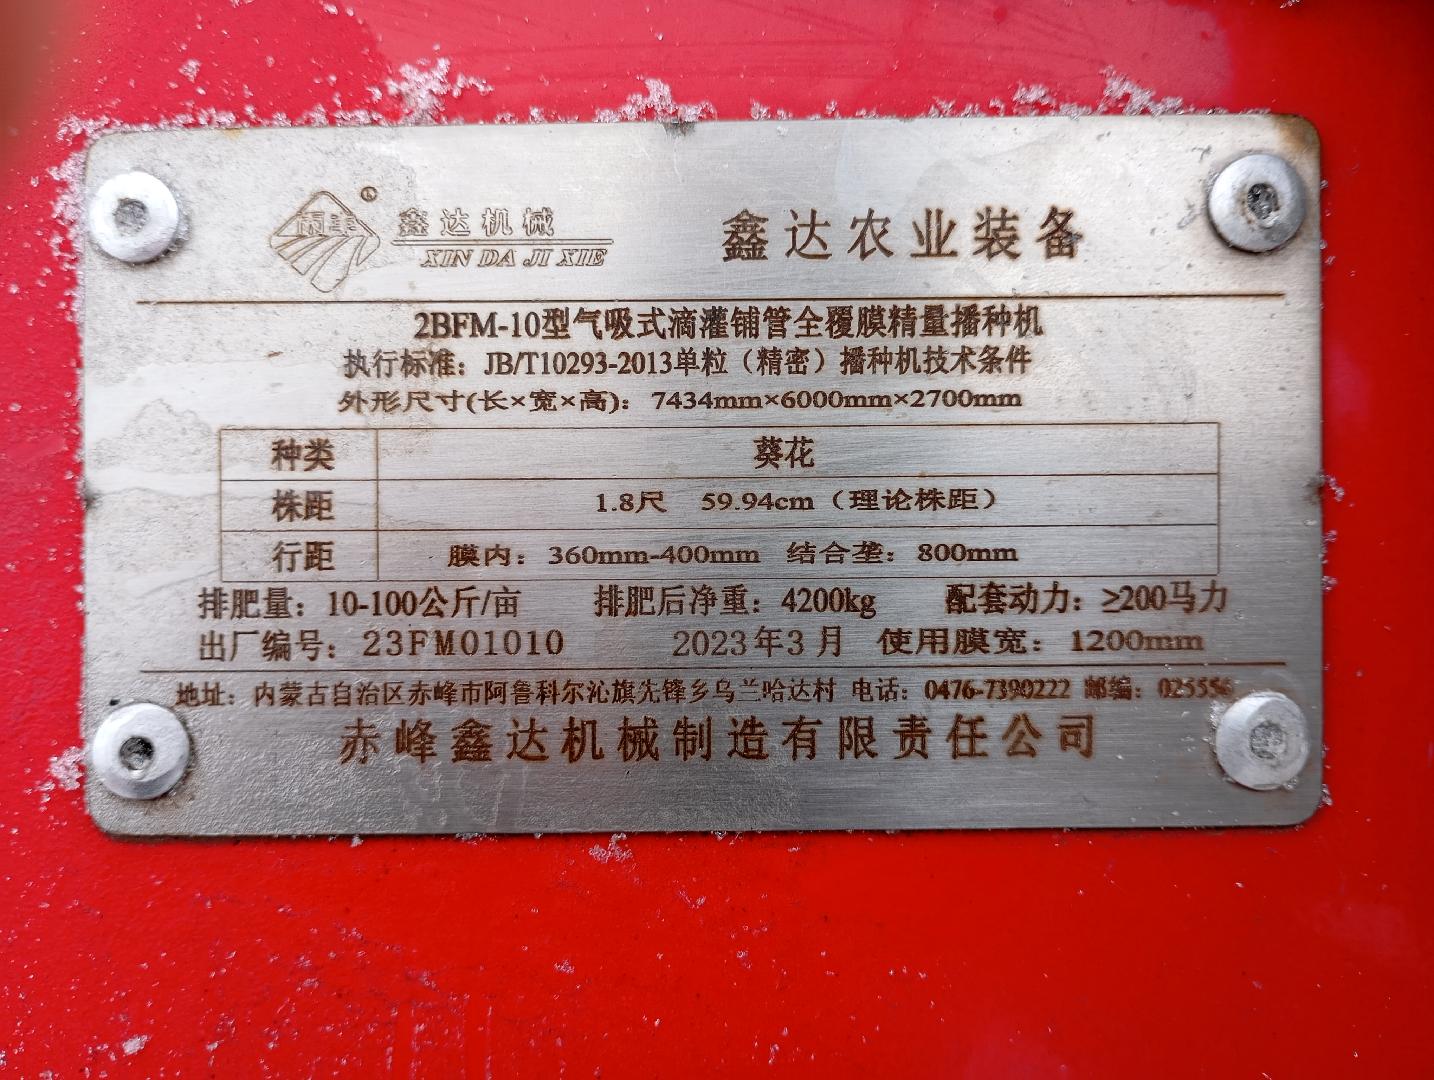 雨丰 鑫达机械 鑫达农业装备
XIN DA JI XIE
2BFM-10型气吸式滴灌铺管全覆膜精量播种机
执行标准：JB/T10293-2013单粒（精密）播种机技术条件
外形尺寸(长×宽×高)：7434mm×6000mm×2700mm
种类 葵花
株距 1.8尺 59.94cm（理论株距）
行距 膜内：360mm-400mm 结合垄：800mm
排肥量：10-100公斤/亩 排肥后净重：4200kg 配套动力：≥200马力
出厂编号：23FM01010 2023年3月 使用膜宽：1200mm
地址：内蒙古自治区赤峰市阿鲁科尔沁旗先锋乡乌兰哈达村 电话：0476-7390222 邮编：025556
赤峰鑫达机械制造有限责任公司